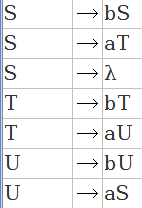 S → bS
S → aT
S → λ
T → bT
T → aU
U → bU
U → aS